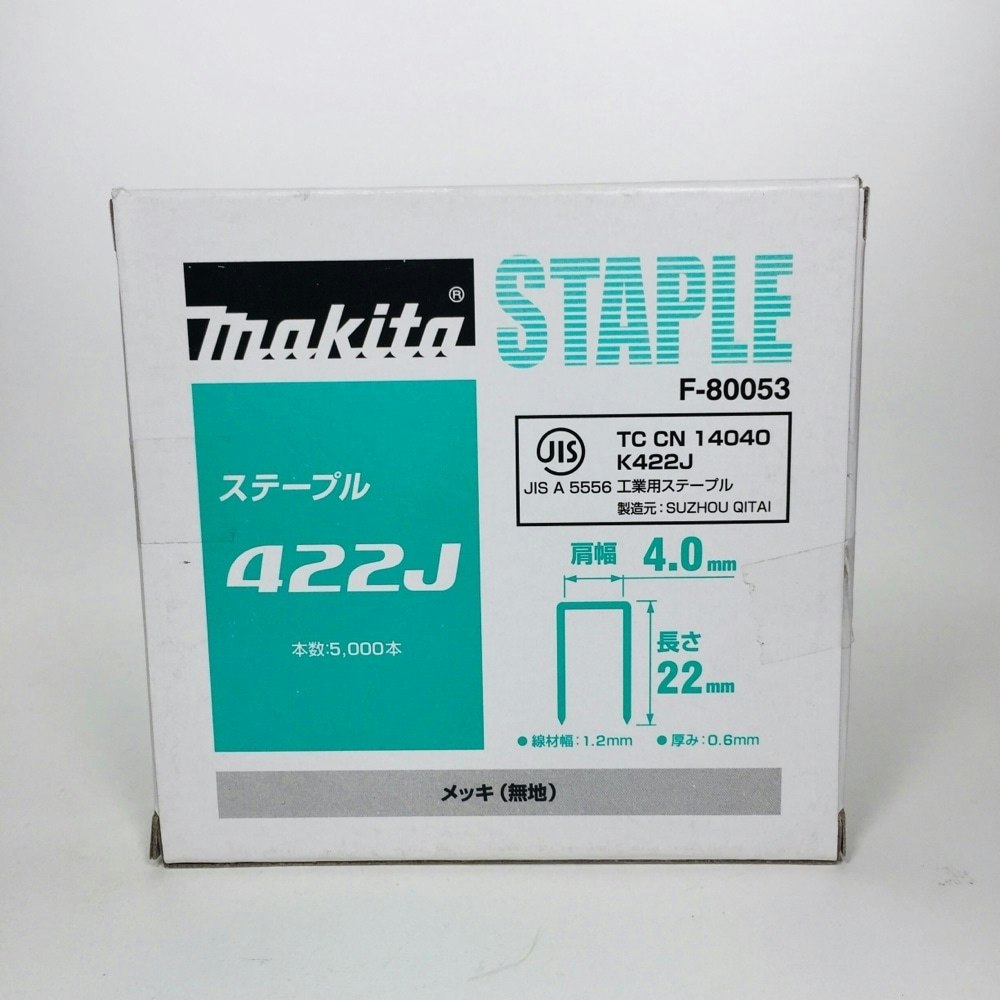 makita®
STAPLE
F-80053
ステープル
422J
本数:5,000本
JIS
TC CN 14040
K422J
JIS A 5556 工業用ステープル
製造元:SUZHOU QITAI
肩幅 4.0mm
長さ
22mm
●線材幅:1.2mm ●厚み:0.6mm
メッキ(無地)